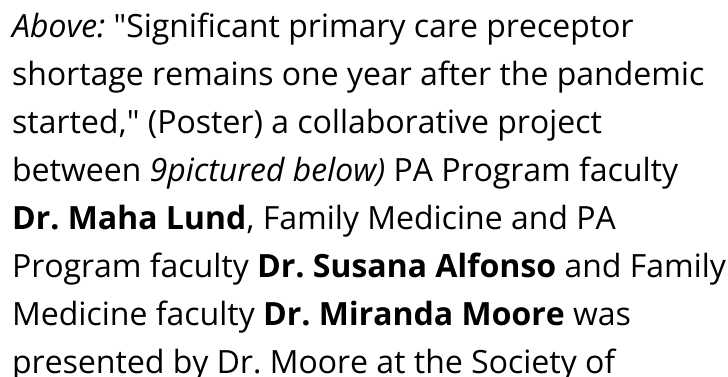 Above: "Significant primary care preceptor
shortage remains one year after the pandemic
started," (Poster) a collaborative project
between 9pictured below) PA Program faculty
Dr. Maha Lund, Family Medicine and PA
Program faculty Dr. Susana Alfonso and Family
Medicine faculty Dr. Miranda Moore was
presented by Dr. Moore at the Society of